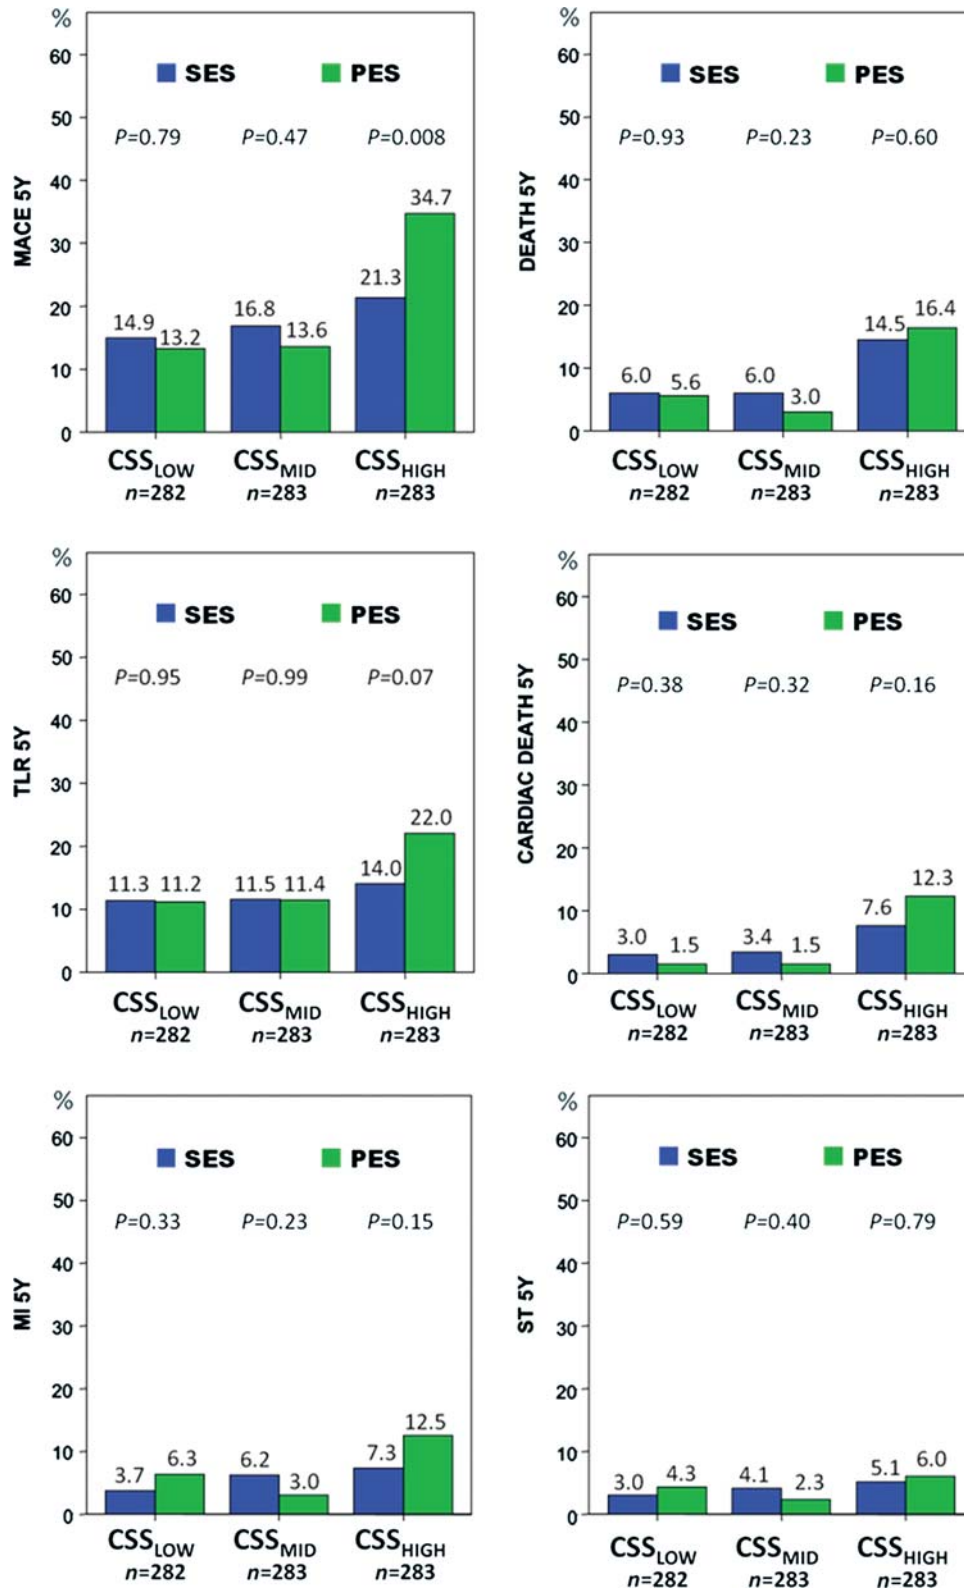 %
60
50
40
30
20
10
0
MACE 5Y
SES PES
P=0.79 P=0.47 P=0.008
14.9 13.2 16.8 13.6 21.3 34.7
CSSLOW CSSMID CSSHIGH
n=282 n=283 n=283
%
60
50
40
30
20
10
0
DEATH 5Y
SES PES
P=0.93 P=0.23 P=0.60
6.0 5.6 6.0 3.0 14.5 16.4
CSSLOW CSSMID CSSHIGH
n=282 n=283 n=283
%
60
50
40
30
20
10
0
TLR 5Y
SES PES
P=0.95 P=0.99 P=0.07
11.3 11.2 11.5 11.4 14.0 22.0
CSSLOW CSSMID CSSHIGH
n=282 n=283 n=283
%
60
50
40
30
20
10
0
CARDIAC DEATH 5Y
SES PES
P=0.38 P=0.32 P=0.16
3.0 1.5 3.4 1.5 7.6 12.3
CSSLOW CSSMID CSSHIGH
n=282 n=283 n=283
%
60
50
40
30
20
10
0
MI 5Y
SES PES
P=0.33 P=0.23 P=0.15
3.7 6.3 6.2 3.0 7.3 12.5
CSSLOW CSSMID CSSHIGH
n=282 n=283 n=283
%
60
50
40
30
20
10
0
ST 5Y
SES PES
P=0.59 P=0.40 P=0.79
3.0 4.3 4.1 2.3 5.1 6.0
CSSLOW CSSMID CSSHIGH
n=282 n=283 n=283